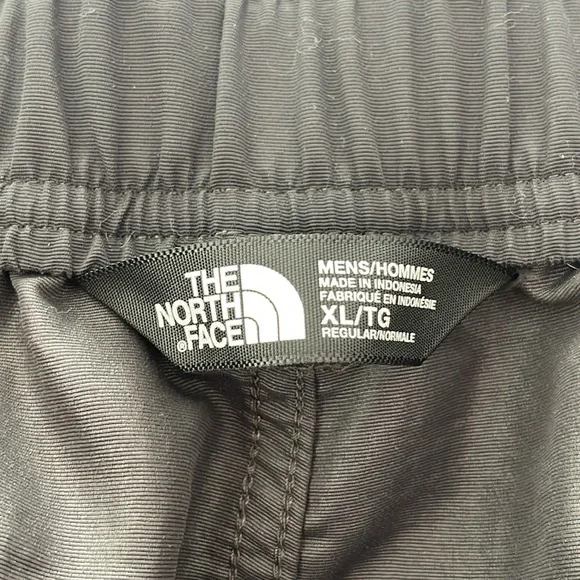 THE
NORTH
FACE
®
MENS/HOMMES
MADE IN INDONESIA
FABRIQUÉ EN INDONÉSIE
XL/TG
REGULAR/NORMALE